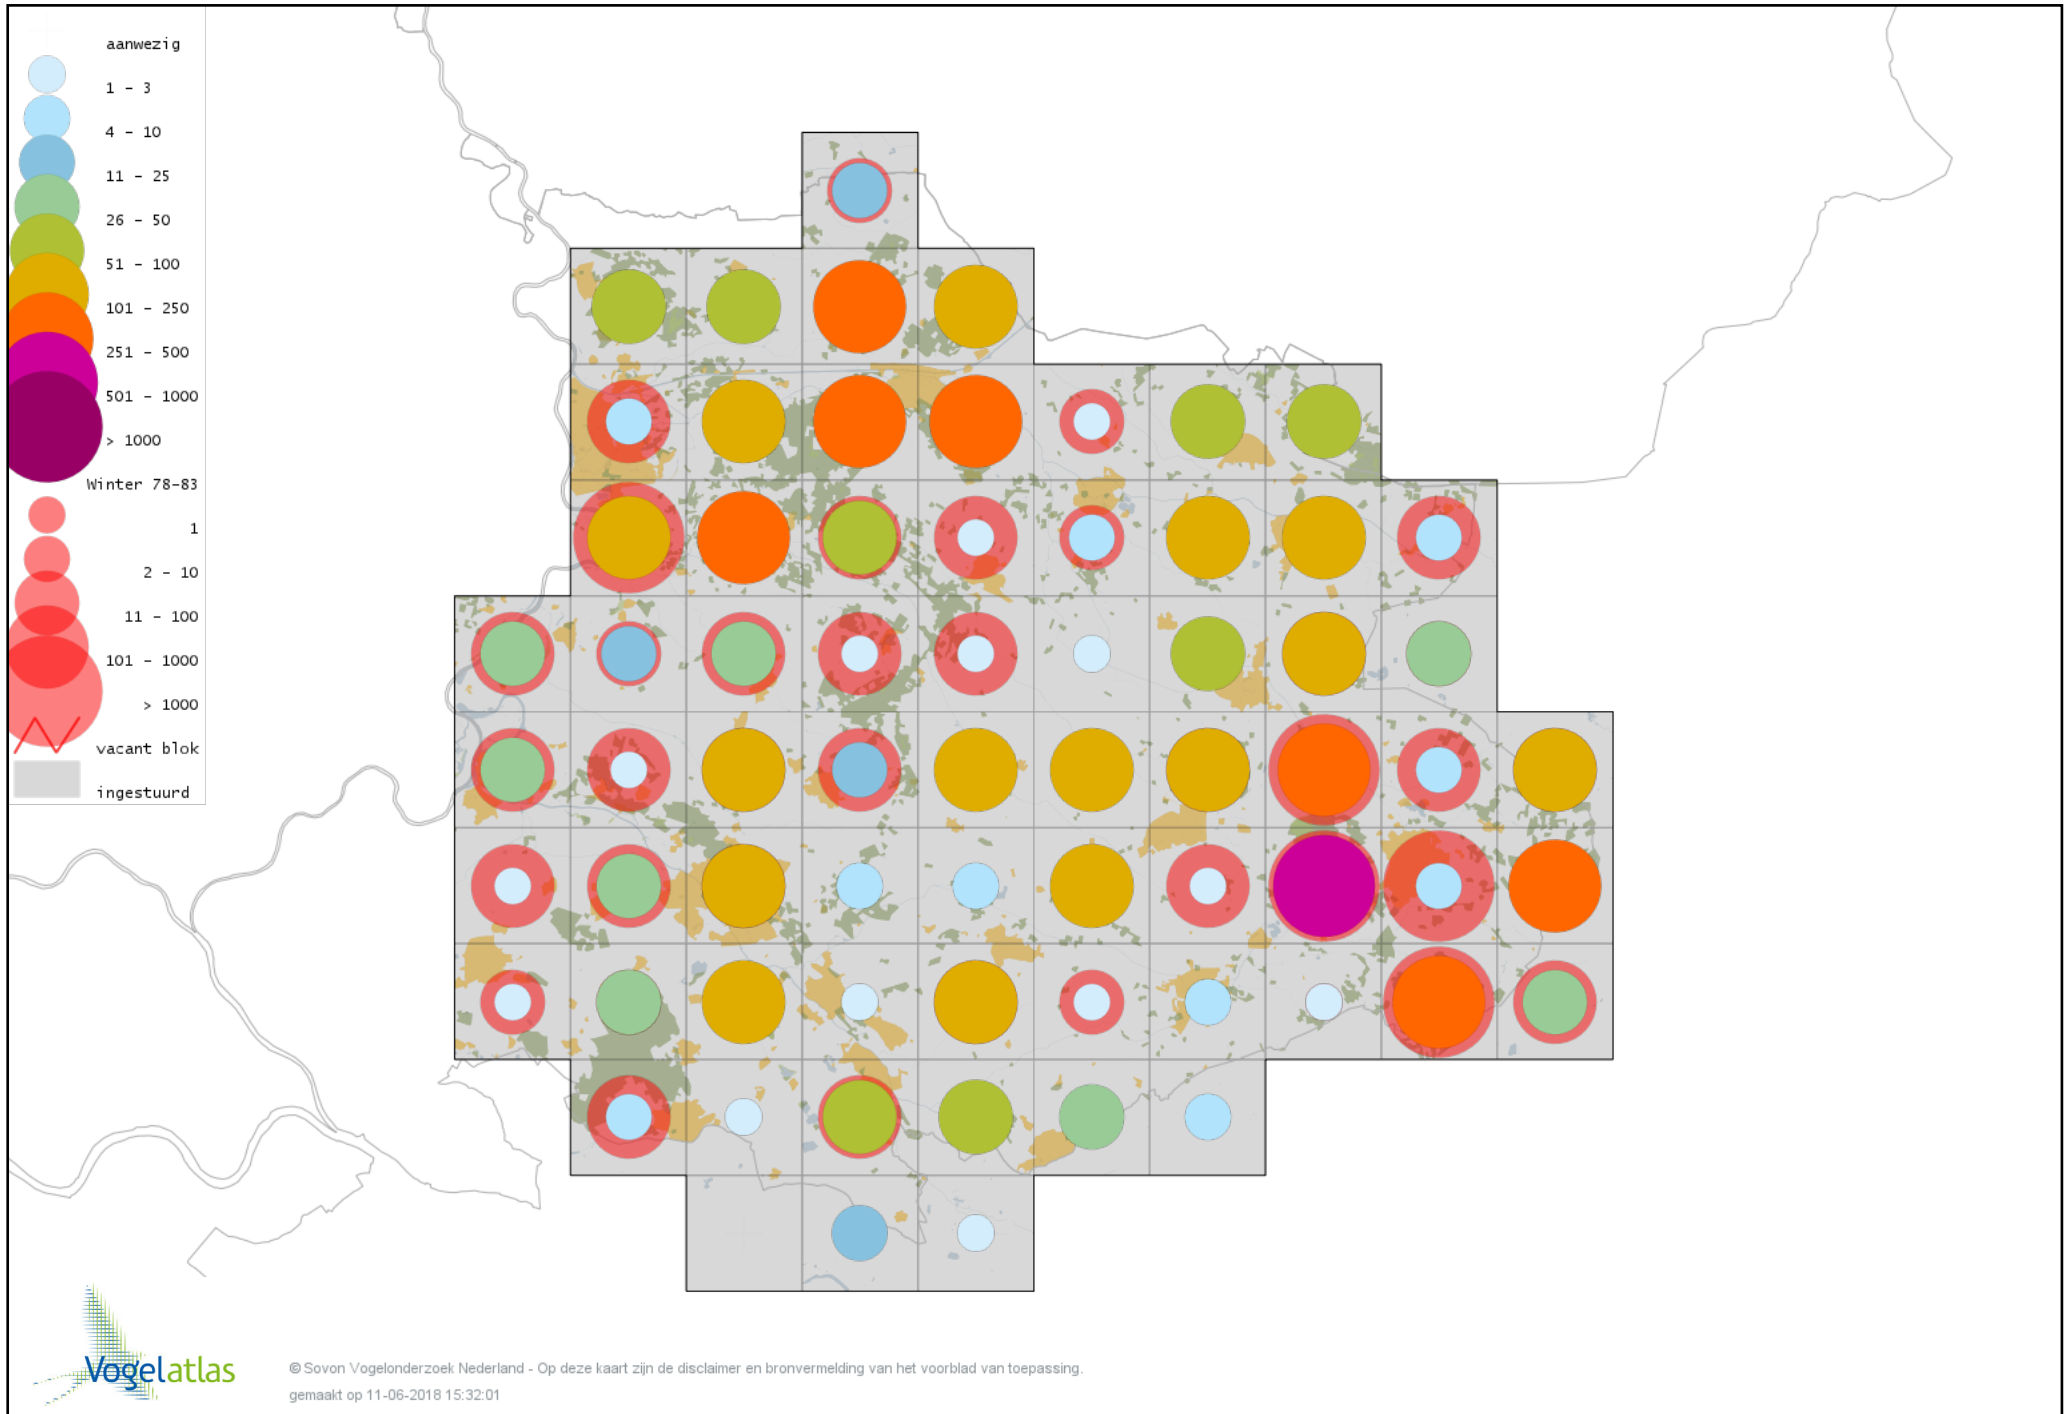 aanwezig
1 - 3
4 - 10
11 - 25
26 - 50
51 - 100
101 - 250
251 - 500
501 - 1000
> 1000
Winter 78-83
1
2 - 10
11 - 100
101 - 1000
> 1000
vacant blok
ingestuurd
Vogelatlas
© Sovon Vogelonderzoek Nederland - Op deze kaart zijn de disclaimer en bronvermelding van het voorblad van toepassing.
gemaakt op 11-06-2018 15:32:01